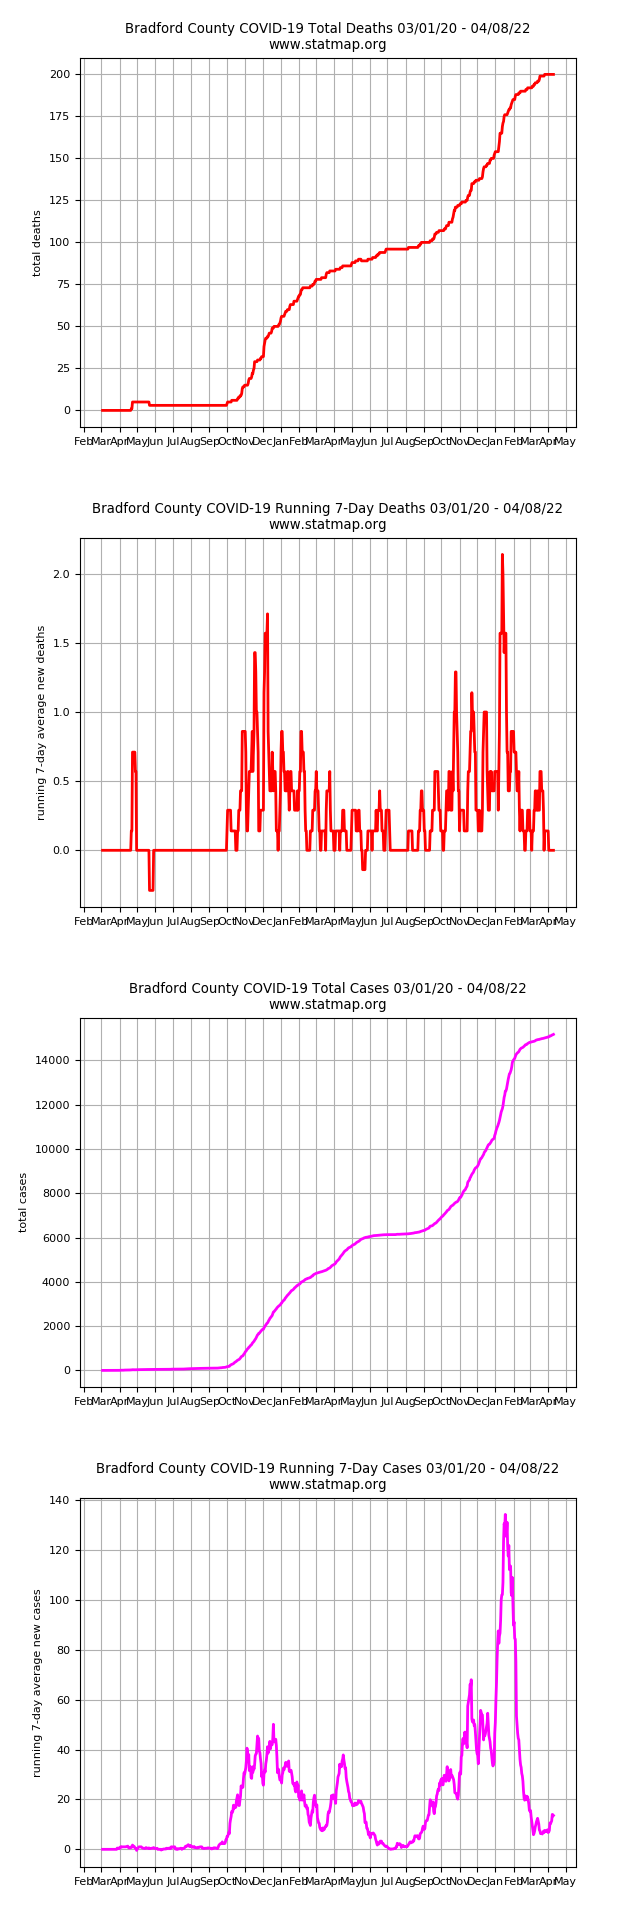 Bradford County COVID-19 Total Deaths 03/01/20 - 04/08/22
www.statmap.org
200
175
150
125
100
75
50
25
0
total deaths
Feb Mar Apr May Jun Jul Aug Sep Oct Nov Dec Jan Feb Mar Apr May Jun Jul Aug Sep Oct Nov Dec Jan Feb Mar Apr May
Bradford County COVID-19 Running 7-Day Deaths 03/01/20 - 04/08/22
www.statmap.org
2.0
1.5
1.0
0.5
0.0
running 7-day average new deaths
Feb Mar Apr May Jun Jul Aug Sep Oct Nov Dec Jan Feb Mar Apr May Jun Jul Aug Sep Oct Nov Dec Jan Feb Mar Apr May
Bradford County COVID-19 Total Cases 03/01/20 - 04/08/22
www.statmap.org
14000
12000
10000
8000
6000
4000
2000
0
total cases
Feb Mar Apr May Jun Jul Aug Sep Oct Nov Dec Jan Feb Mar Apr May Jun Jul Aug Sep Oct Nov Dec Jan Feb Mar Apr May
Bradford County COVID-19 Running 7-Day Cases 03/01/20 - 04/08/22
www.statmap.org
140
120
100
80
60
40
20
0
running 7-day average new cases
Feb Mar Apr May Jun Jul Aug Sep Oct Nov Dec Jan Feb Mar Apr May Jun Jul Aug Sep Oct Nov Dec Jan Feb Mar Apr May